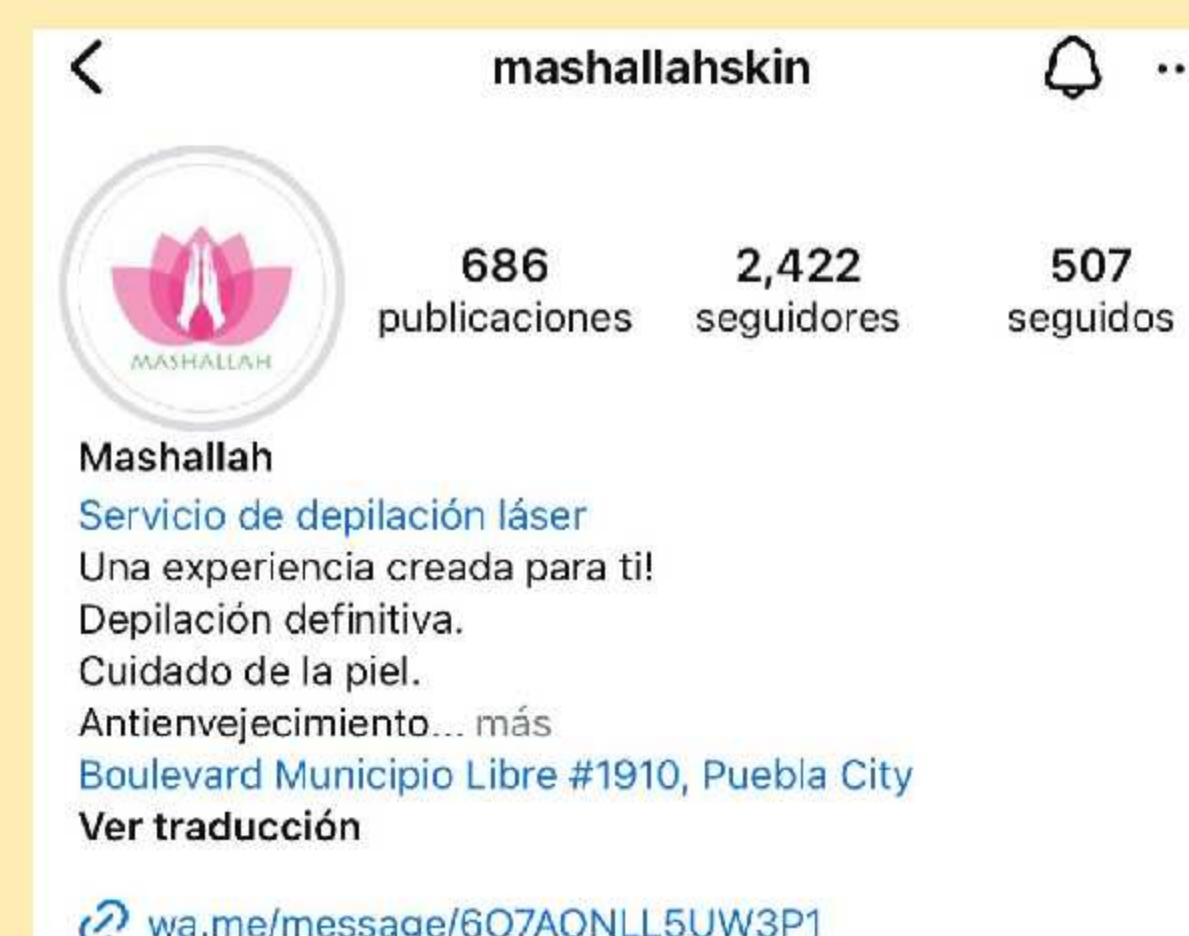 mashallahskin
686 2,422 507
publicaciones seguidores seguidos
MASHALLAH
Mashallah
Servicio de depilación láser
Una experiencia creada para ti!
Depilación definitiva.
Cuidado de la piel.
Antienvejecimiento... más
Boulevard Municipio Libre #1910, Puebla City
Ver traducción
wa.me/message/6O7AONLL5UW3P1